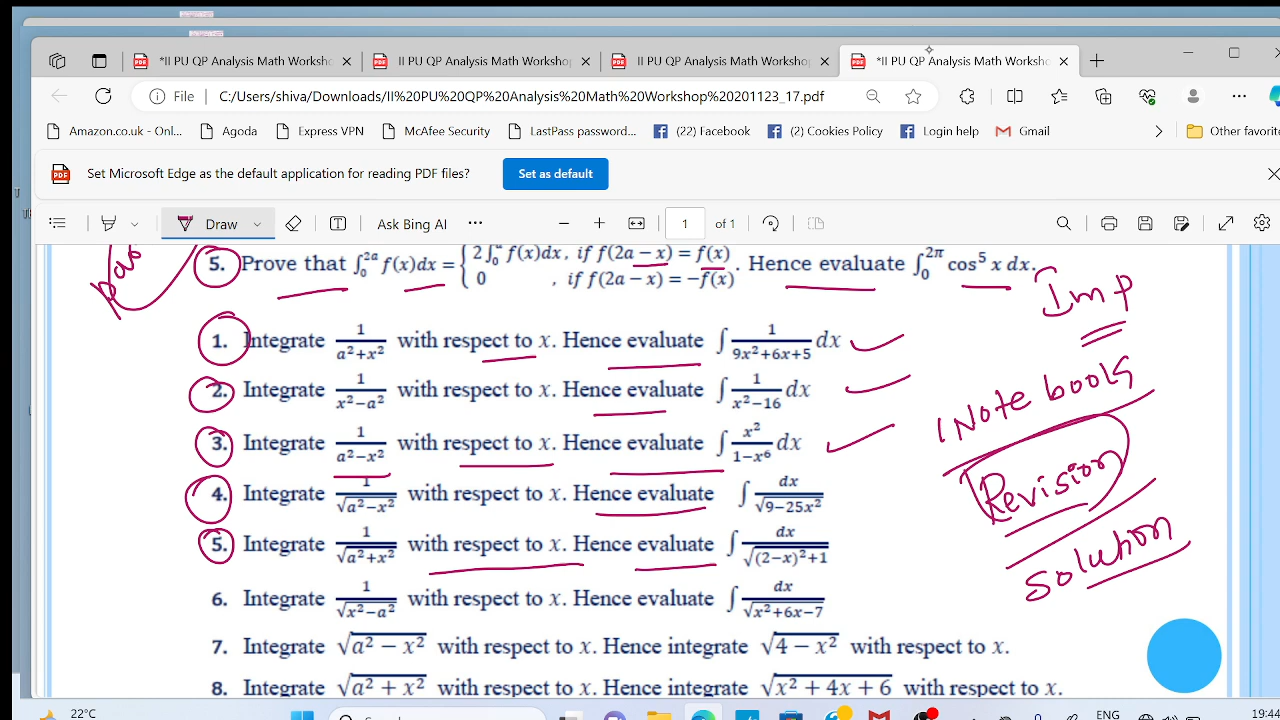 *II PU QP Analysis Math Worksho
II PU QP Analysis Math Workshop
II PU QP Analysis Math Workshop
*II PU QP Analysis Math Worksho
File
C:/Users/shiva/Downloads/II%20PU%20QP%20Analysis%20Math%20Workshop%20201123_17.pdf
Amazon.co.uk - Onl...
Agoda
Express VPN
McAfee Security
LastPass password...
(22) Facebook
(2) Cookies Policy
Login help
Gmail
Other favorite
Set Microsoft Edge as the default application for reading PDF files?
Set as default
Draw
Ask Bing AI
1
of 1
5. Prove that ∫₀²ᵃ f(x)dx = { 2∫₀ᵃ f(x)dx, if f(2a − x) = f(x)
0 , if f(2a − x) = −f(x) . Hence evaluate ∫₀^2π cos⁵ x dx.
Imp
1. Integrate 1/(a²+x²) with respect to x. Hence evaluate ∫ 1/(9x²+6x+5) dx
2. Integrate 1/(x²−a²) with respect to x. Hence evaluate ∫ 1/(x²−16) dx
Note books
3. Integrate 1/(a²−x²) with respect to x. Hence evaluate ∫ x²/(1−x⁶) dx
Revision
4. Integrate 1/√(a²−x²) with respect to x. Hence evaluate ∫ dx/√(9−25x²)
5. Integrate 1/√(a²+x²) with respect to x. Hence evaluate ∫ dx/√((2−x)²+1)
Solution
6. Integrate 1/√(x²−a²) with respect to x. Hence evaluate ∫ dx/√(x²+6x−7)
7. Integrate √(a² − x²) with respect to x. Hence integrate √(4 − x²) with respect to x.
8. Integrate √(a² + x²) with respect to x. Hence integrate √(x² + 4x + 6) with respect to x.
22°C
ENG
19:44